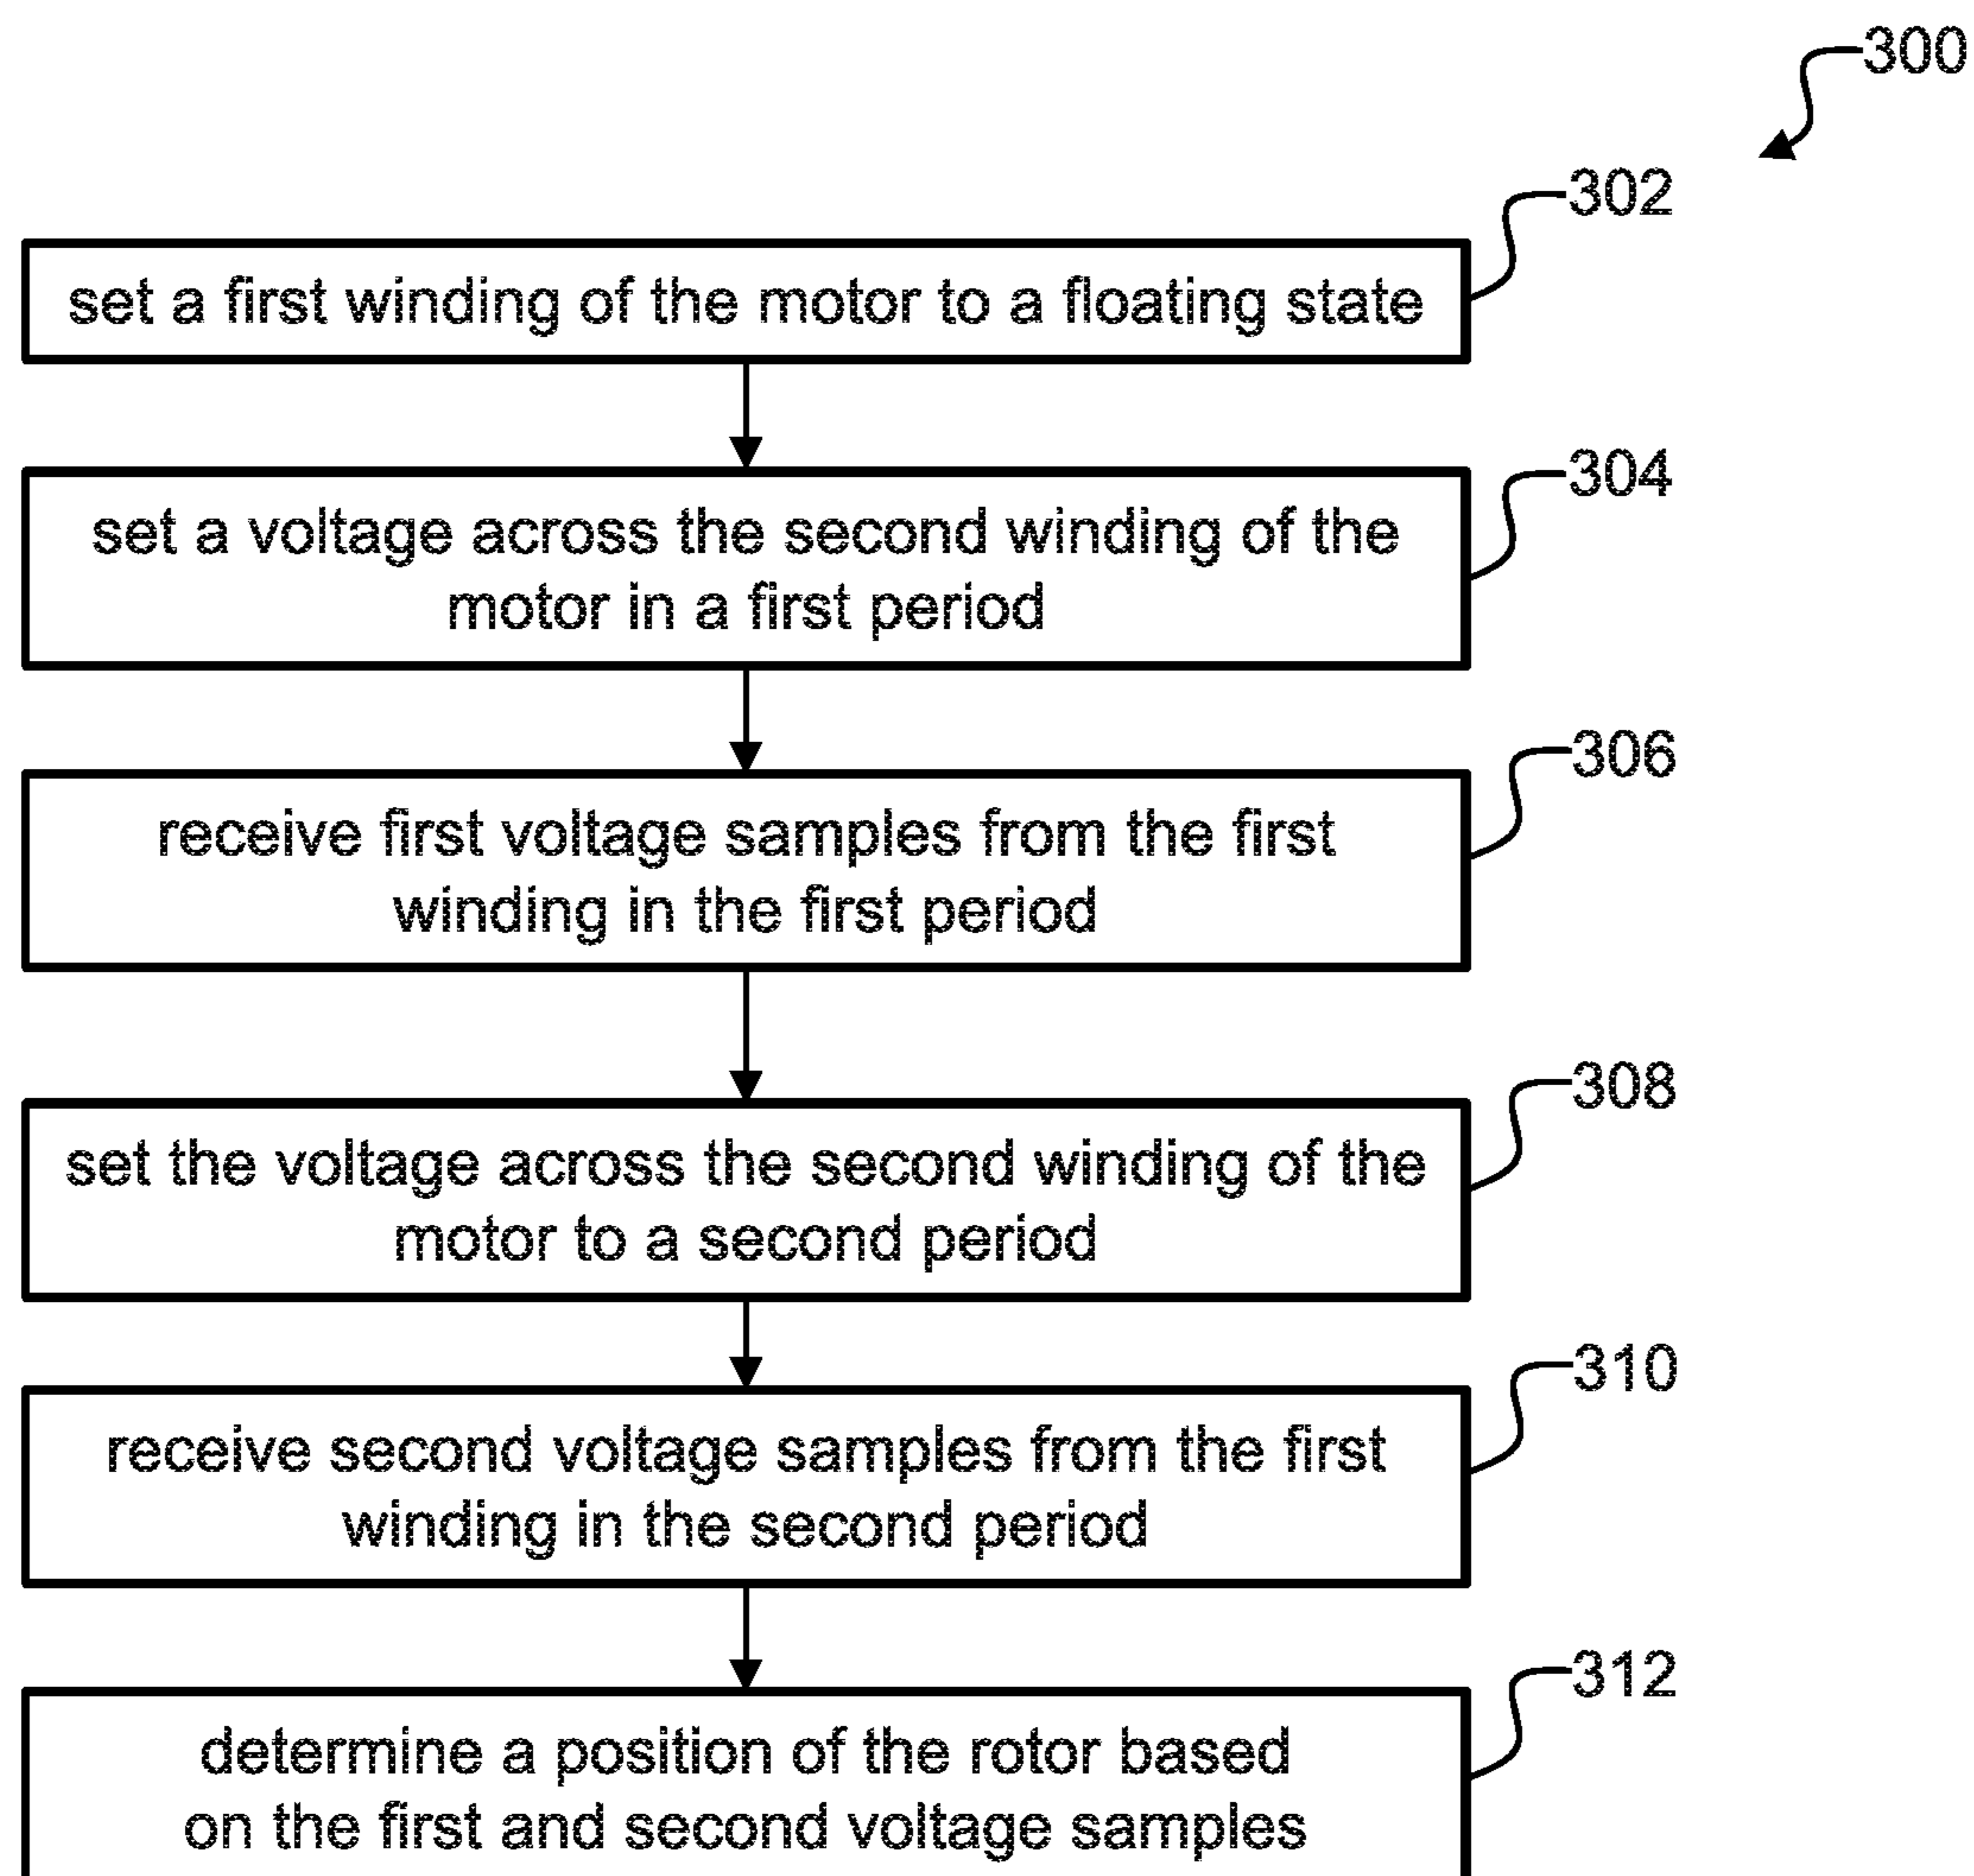 300
302
set a first winding of the motor to a floating state
304
set a voltage across the second winding of the
motor in a first period
306
receive first voltage samples from the first
winding in the first period
308
set the voltage across the second winding of the
motor to a second period
310
receive second voltage samples from the first
winding in the second period
312
determine a position of the rotor based
on the first and second voltage samples